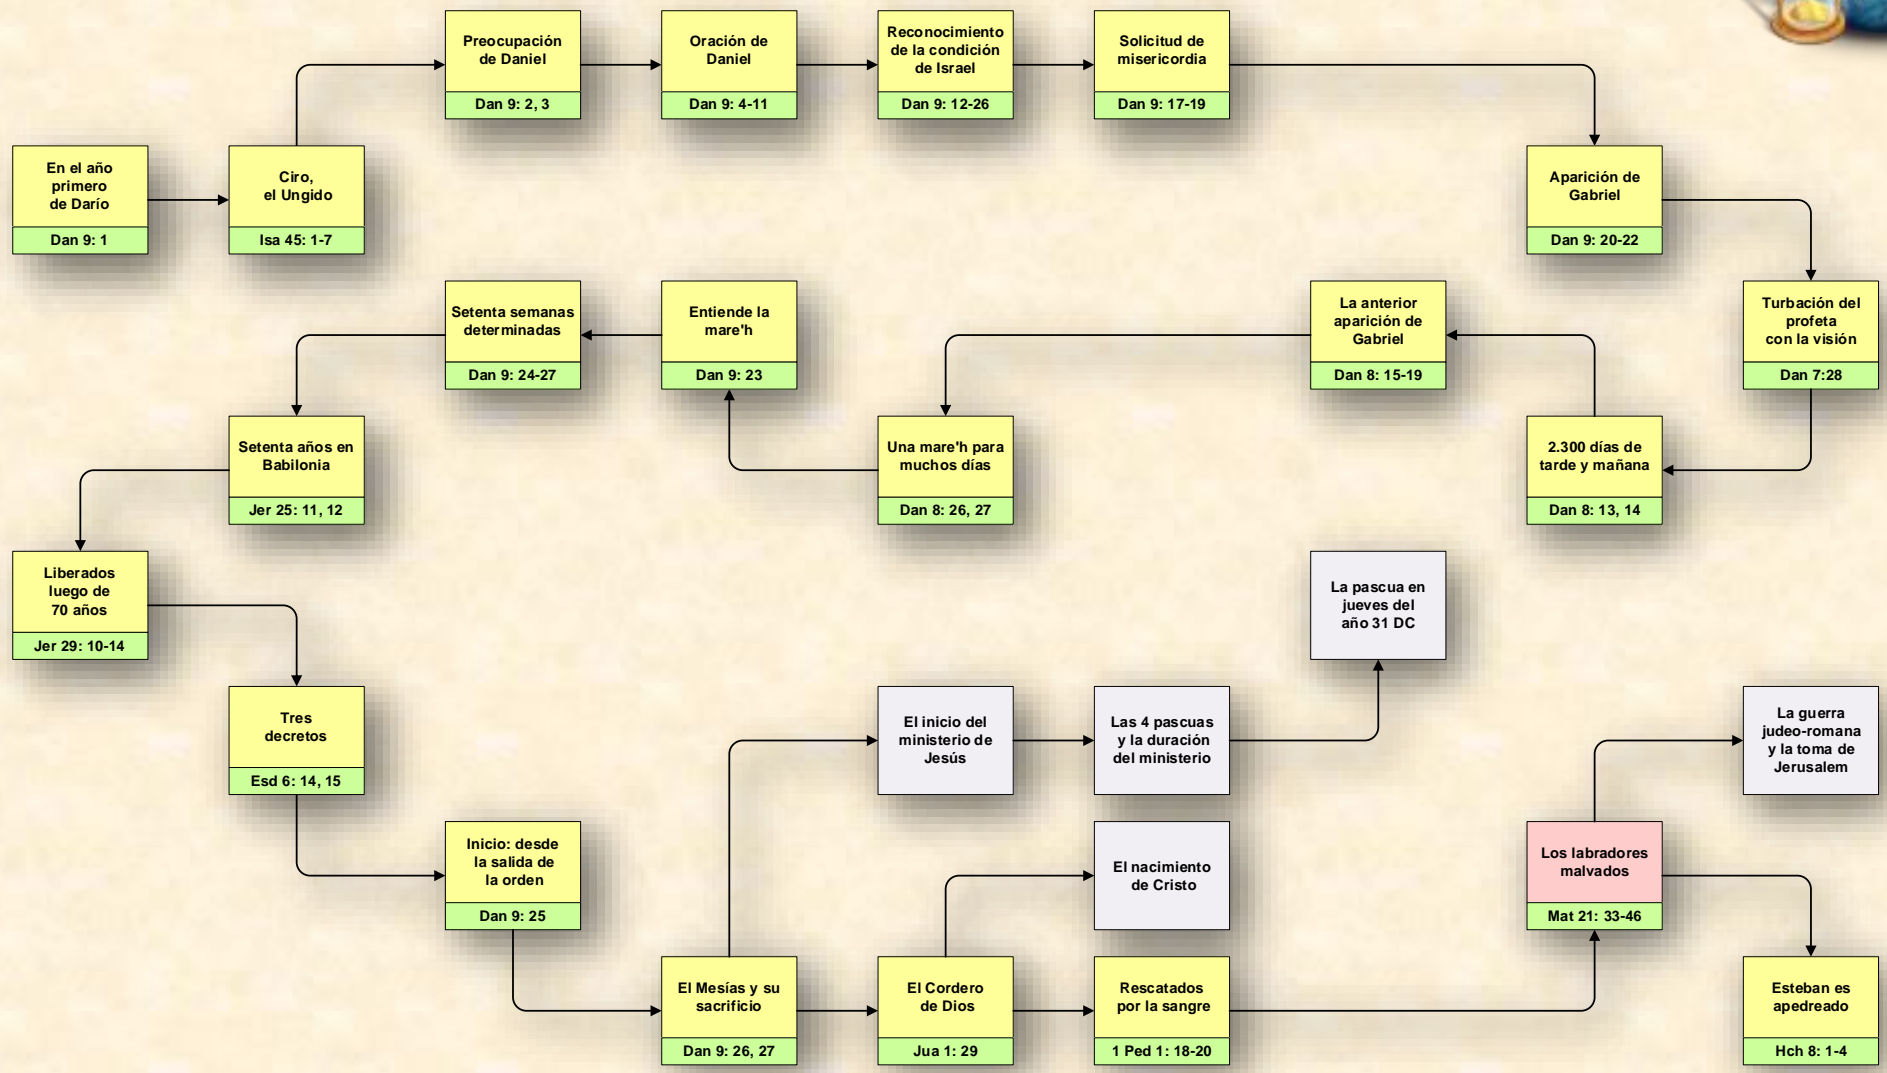 En el año
primero
de Darío
Dan 9: 1
Ciro,
el Ungido
Isa 45: 1-7
Preocupación
de Daniel
Dan 9: 2, 3
Oración de
Daniel
Dan 9: 4-11
Reconocimiento
de la condición
de Israel
Dan 9: 12-26
Solicitud de
misericordia
Dan 9: 17-19
Aparición de
Gabriel
Dan 9: 20-22
Turbación del
profeta
con la visión
Dan 7:28
2.300 días de
tarde y mañana
Dan 8: 13, 14
La anterior
aparición de
Gabriel
Dan 8: 15-19
Una mare'h para
muchos días
Dan 8: 26, 27
Entiende la
mare'h
Dan 9: 23
Setenta semanas
determinadas
Dan 9: 24-27
Setenta años en
Babilonia
Jer 25: 11, 12
Liberados
luego de
70 años
Jer 29: 10-14
Tres
decretos
Esd 6: 14, 15
Inicio: desde
la salida de
la orden
Dan 9: 25
El Mesías y su
sacrificio
Dan 9: 26, 27
El inicio del
ministerio de
Jesús
Las 4 pascuas
y la duración
del ministerio
La pascua en
jueves del
año 31 DC
El Cordero
de Dios
Jua 1: 29
El nacimiento
de Cristo
Rescatados
por la sangre
1 Ped 1: 18-20
Los labradores
malvados
Mat 21: 33-46
La guerra
judeo-romana
y la toma de
Jerusalem
Esteban es
apedreado
Hch 8: 1-4